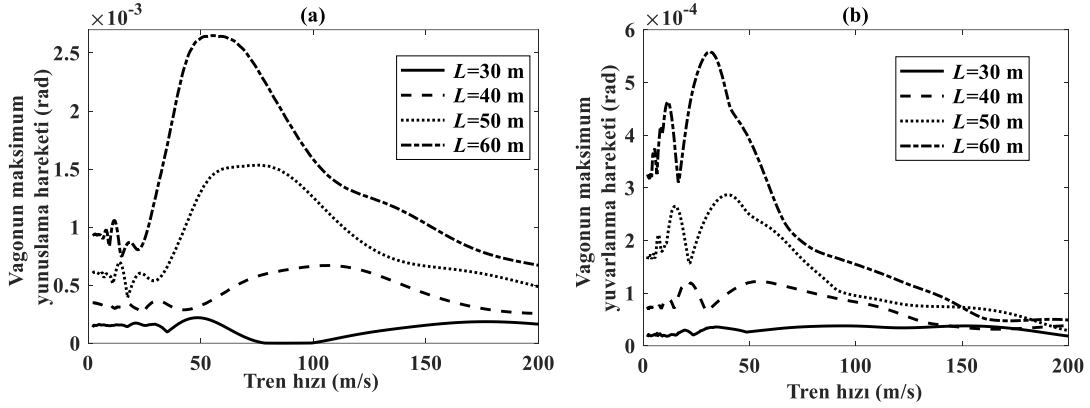 (a)
×10⁻³
2.5
2
1.5
1
0.5
0
0
50
100
150
200
Vagonun maksimum
yunuslama hareketi (rad)
Tren hızı (m/s)
L=30 m
L=40 m
L=50 m
L=60 m
(b)
×10⁻⁴
6
5
4
3
2
1
0
0
50
100
150
200
Vagonun maksimum
yuvarlanma hareketi (rad)
Tren hızı (m/s)
L=30 m
L=40 m
L=50 m
L=60 m